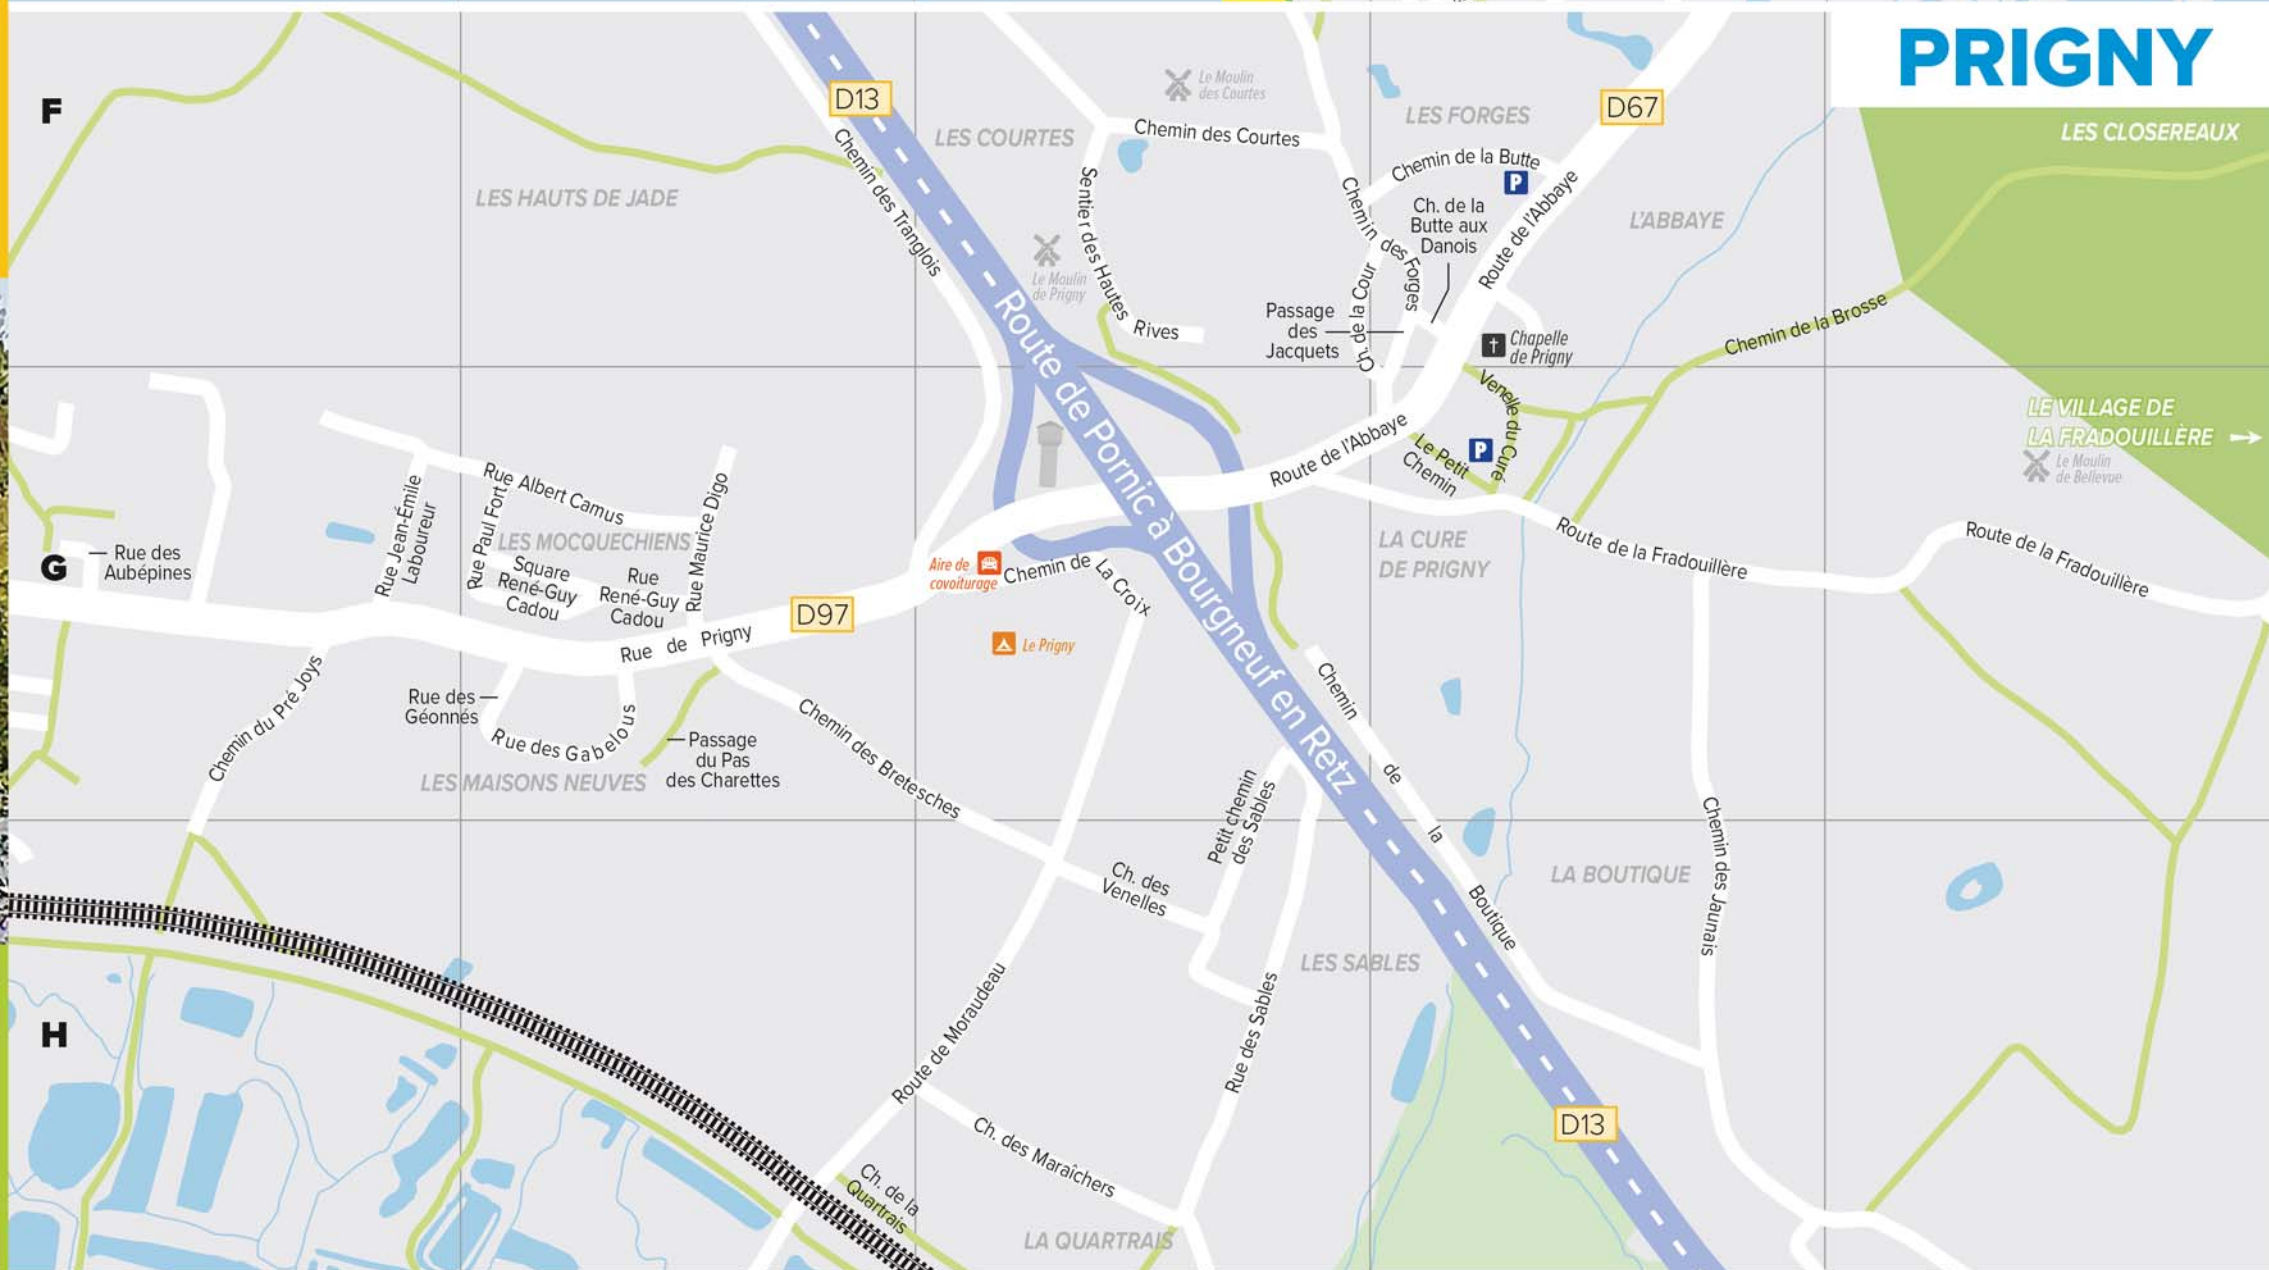 PRIGNY
F
D13
D67
Le Moulin
des Courtes
LES FORGES
LES CLOSEREAUX
LES COURTES
Chemin des Courtes
Chemin de la Butte
P
LES HAUTS DE JADE
Chemin des Tranglois
Sentier des Hautes Rives
Chemin des Forges
Ch. de la
Butte aux
Danois
Route de l'Abbaye
L'ABBAYE
Le Moulin
de Prigny
Ch. de la Cour
Passage
des
Jacquets
Chapelle
de Prigny
Chemin de la Brosse
Route de Pornic à Bourgneuf en Retz
Venelle du Curé
LE VILLAGE DE
LA FRADOUILLÈRE
Le Moulin
de Bellevue
Route de l'Abbaye
Le Petit
Chemin
P
Rue Albert Camus
Rue Jean-Émile
Laboureur
Rue Paul Fort
Rue Maurice Digo
LES MOCQUECHIENS
G
Rue des
Aubépines
Square
René-Guy
Cadou
Rue
René-Guy
Cadou
Aire de
covoiturage
Chemin de La Croix
LA CURE
DE PRIGNY
Route de la Fradouillère
Route de la Fradouillère
D97
Rue de Prigny
Le Prigny
Chemin du Pré Joys
Rue des
Géonnés
Rue des Gabelous
Passage
du Pas
des Charettes
LES MAISONS NEUVES
Chemin des Bretesches
Chemin de la Boutique
Petit chemin
des Sables
Ch. des
Venelles
LA BOUTIQUE
Chemin des Jaunais
LES SABLES
H
Route de Moraudeau
Rue des Sables
D13
Ch. des Maraîchers
Ch. de la
Quartrais
LA QUARTRAIS